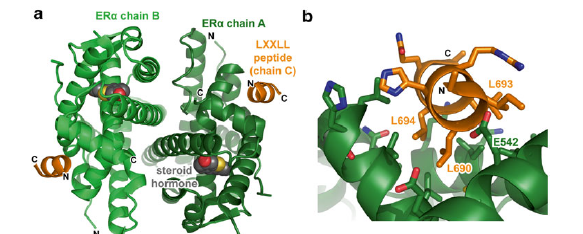 a
ERα chain B
ERα chain A
N
LXXLL
peptide
(chain C)
C
N
C
C
N
C
steroid
hormone
N
b
C
N
L693
L694
E542
L690